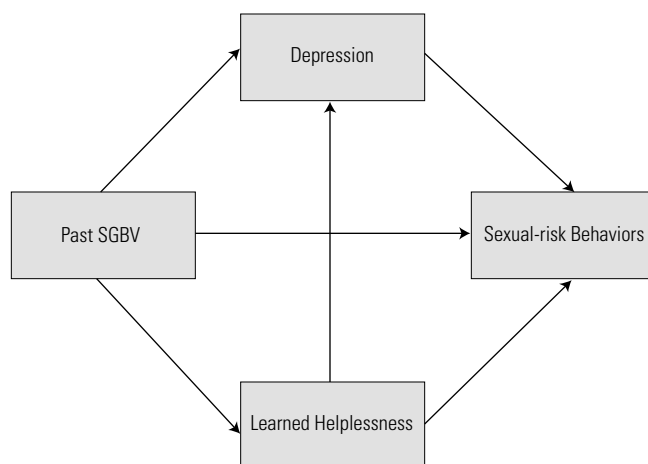 Depression
Past SGBV
Sexual-risk Behaviors
Learned Helplessness